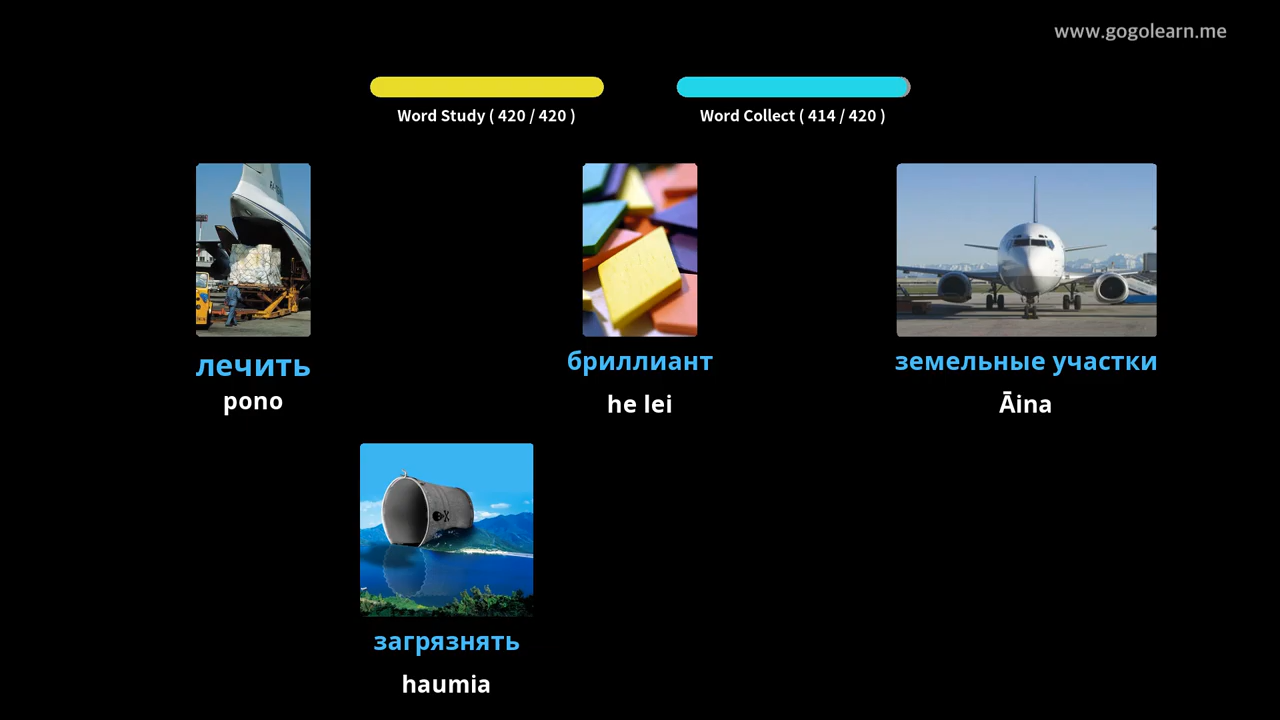 www.gogolearn.me
Word Study ( 420 / 420 )
Word Collect ( 414 / 420 )
лечить
pono
бриллиант
he lei
земельные участки
Āina
загрязнять
haumia